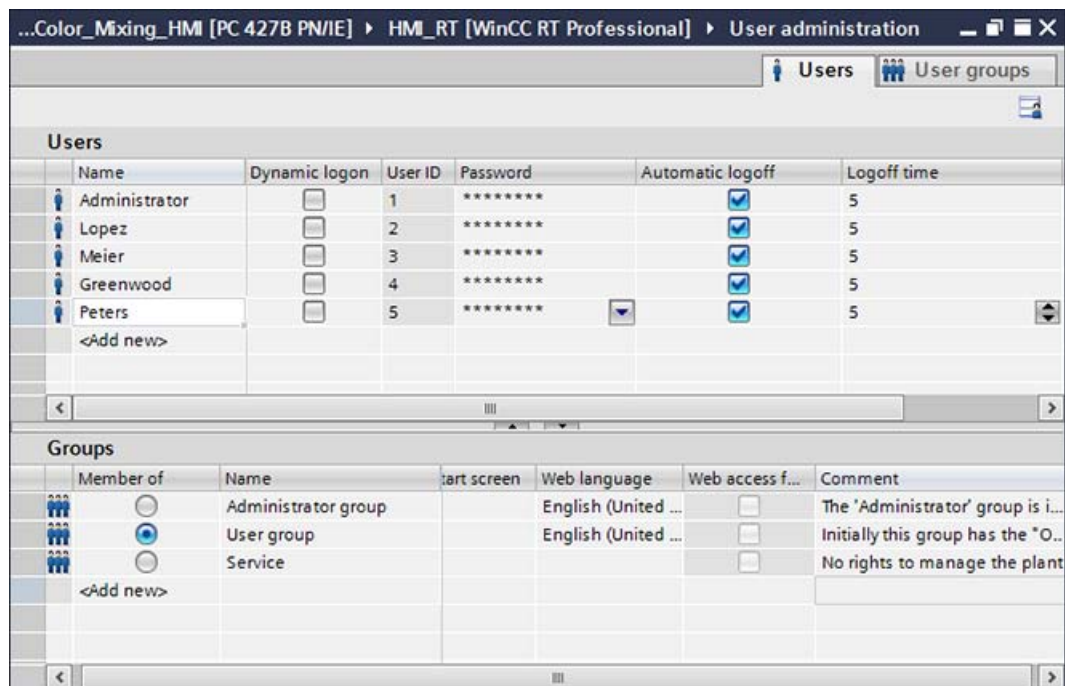 ...Color_Mixing_HMI [PC 427B PN/IE] ▸ HMI_RT [WinCC RT Professional] ▸ User administration
Users User groups
Users
Name Dynamic logon User ID Password Automatic logoff Logoff time
Administrator 1 ******** 5
Lopez 2 ******** 5
Meier 3 ******** 5
Greenwood 4 ******** 5
Peters 5 ******** 5
<Add new>
Groups
Member of Name tart screen Web language Web access f... Comment
Administrator group English (United ... The 'Administrator' group is i...
User group English (United ... Initially this group has the "O...
Service No rights to manage the plant
<Add new>